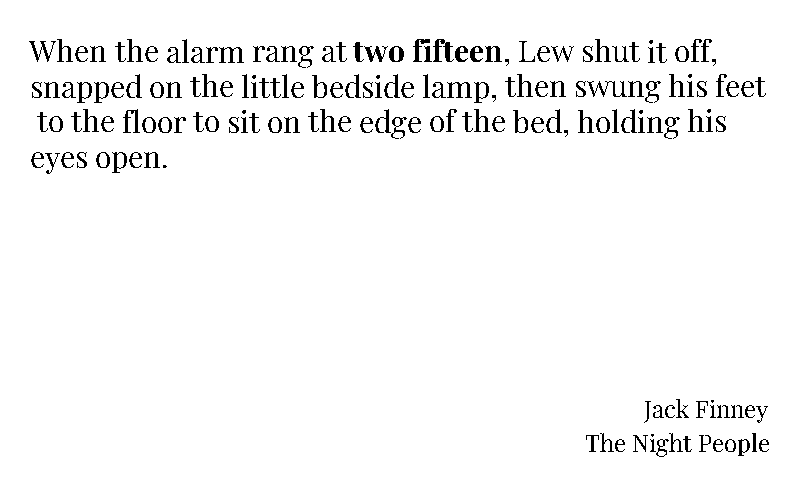 When the alarm rang at two fifteen, Lew shut it off,
snapped on the little bedside lamp, then swung his feet
to the floor to sit on the edge of the bed, holding his
eyes open.
Jack Finney
The Night People